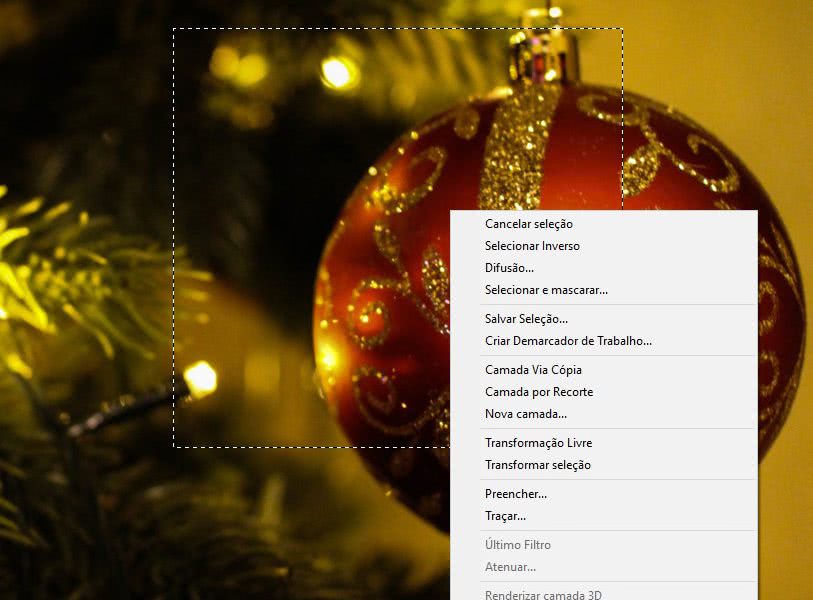 Cancelar seleção
Selecionar Inverso
Difusão...
Selecionar e mascarar...
Salvar Seleção...
Criar Demarcador de Trabalho...
Camada Via Cópia
Camada por Recorte
Nova camada...
Transformação Livre
Transformar seleção
Preencher...
Traçar...
Último Filtro
Atenuar...
Renderizar camada 3D